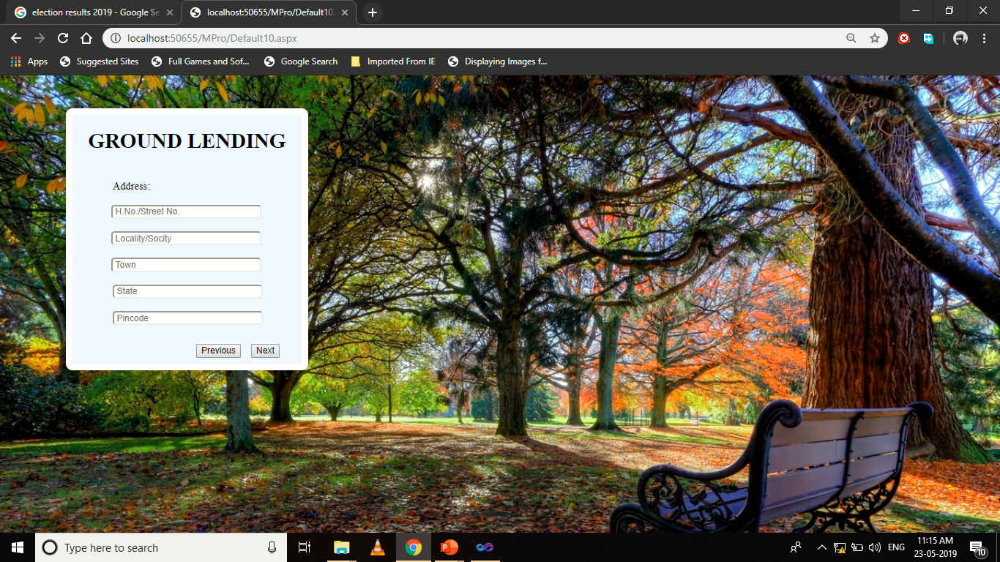 election results 2019 - Google Se
localhost:50655/MPro/Default10.
localhost:50655/MPro/Default10.aspx
Apps
Suggested Sites
Full Games and Sof...
Google Search
Imported From IE
Displaying Images f...
GROUND LENDING
Address:
H.No./Street No.
Locality/Socity
Town
State
Pincode
Previous
Next
Type here to search
ENG
11:15 AM
23-05-2019
10